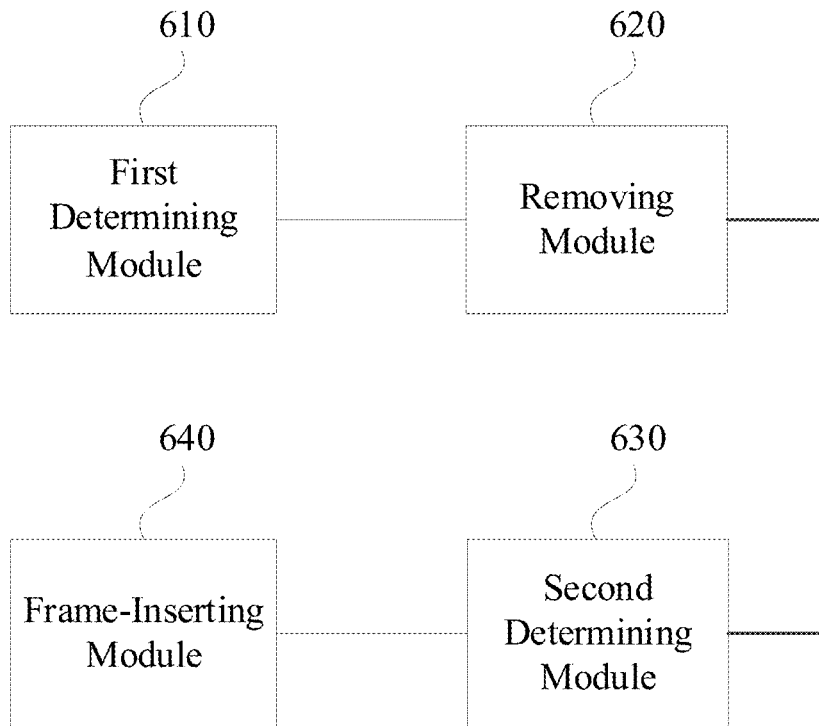 610
620
First
Determining
Module
Removing
Module
640
630
Frame-Inserting
Module
Second
Determining
Module